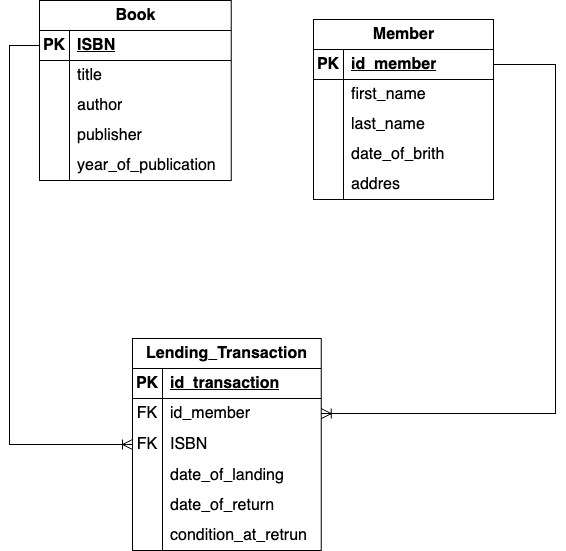 Book
PK ISBN
title
author
publisher
year_of_publication
Member
PK id_member
first_name
last_name
date_of_brith
addres
Lending_Transaction
PK id_transaction
FK id_member
FK ISBN
date_of_landing
date_of_return
condition_at_retrun